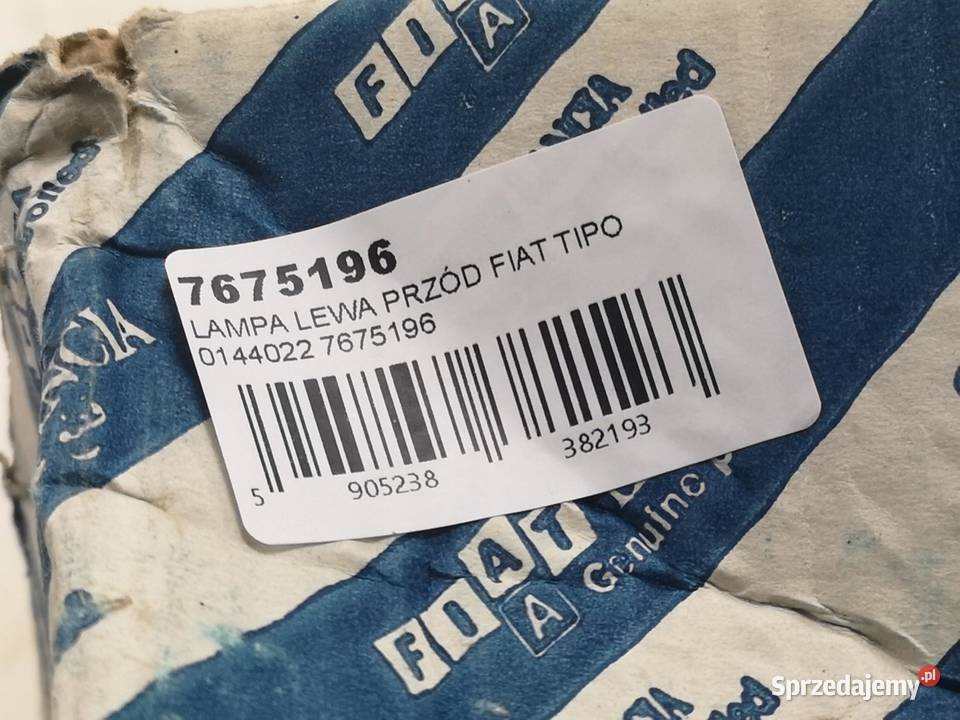 FIAT
A
7675196
LAMPA LEWA PRZÓD FIAT TIPO
0144022 7675196
5 905238 382193
FIAT
A
Genuine
Sprzedajemy.pl